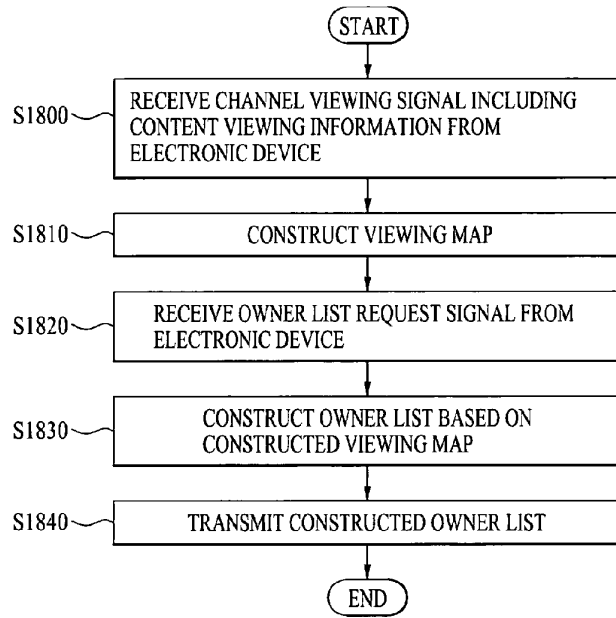 START
S1800
RECEIVE CHANNEL VIEWING SIGNAL INCLUDING
CONTENT VIEWING INFORMATION FROM
ELECTRONIC DEVICE
S1810
CONSTRUCT VIEWING MAP
S1820
RECEIVE OWNER LIST REQUEST SIGNAL FROM
ELECTRONIC DEVICE
S1830
CONSTRUCT OWNER LIST BASED ON
CONSTRUCTED VIEWING MAP
S1840
TRANSMIT CONSTRUCTED OWNER LIST
END